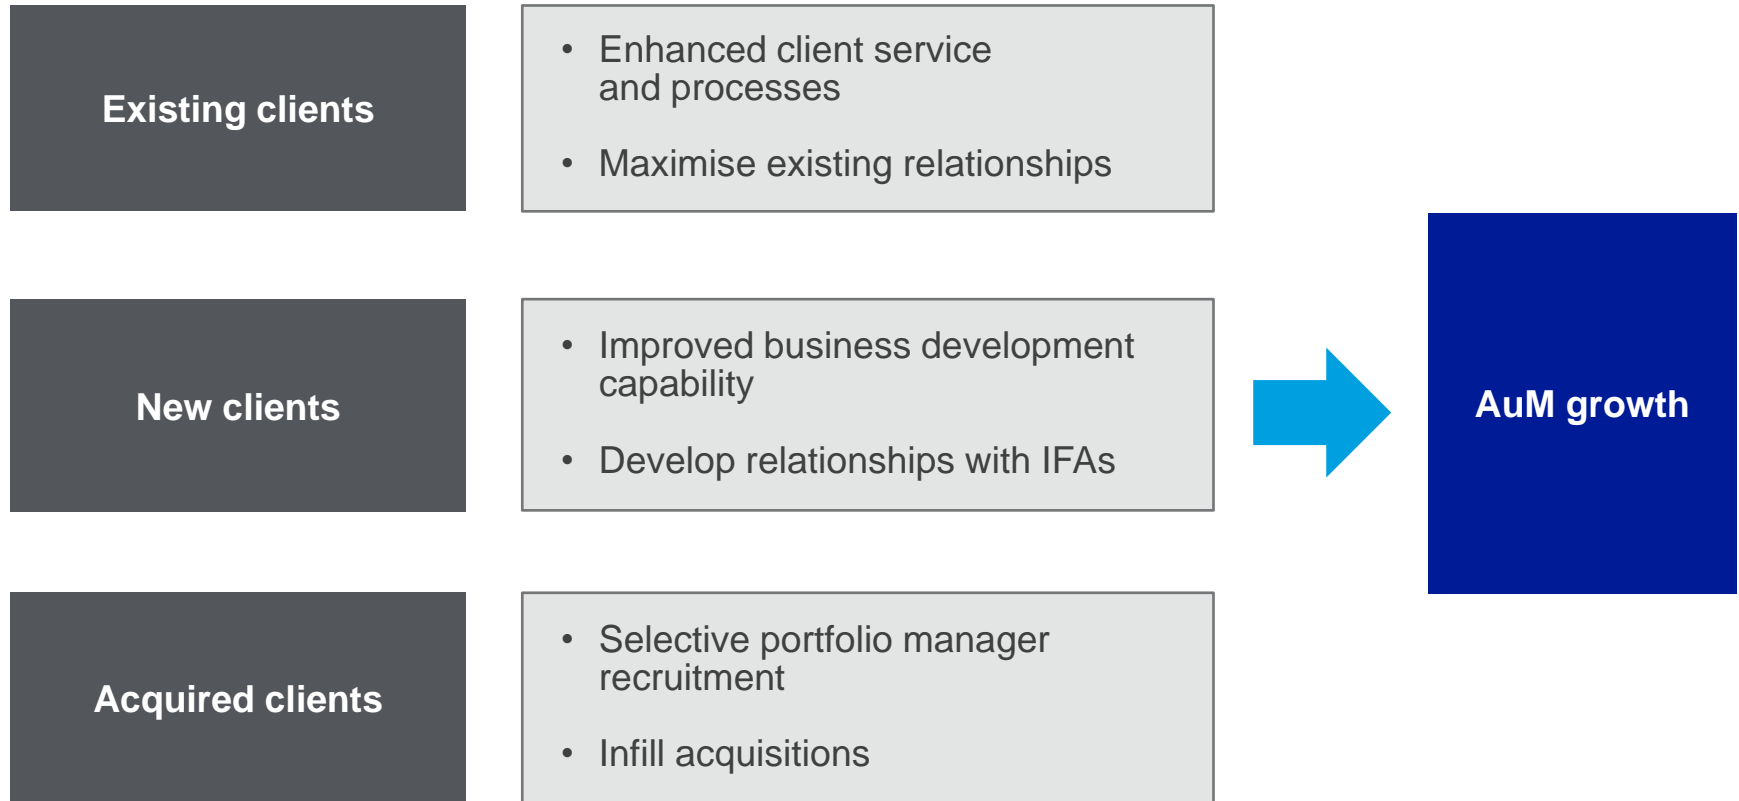 Existing clients
• Enhanced client service
and processes
• Maximise existing relationships
New clients
• Improved business development
capability
• Develop relationships with IFAs
Acquired clients
• Selective portfolio manager
recruitment
• Infill acquisitions
AuM growth